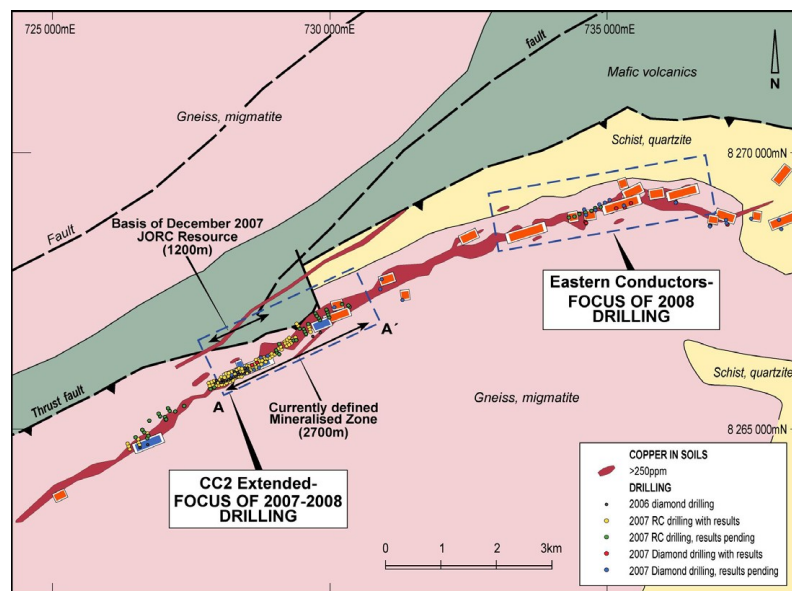 725 000mE
730 000mE
735 000mE
fault
Mafic volcanics
N
Gneiss, migmatite
Schist, quartzite
8 270 000mN
Fault
Basis of December 2007
JORC Resource
(1200m)
Eastern Conductors-
FOCUS OF 2008
DRILLING
A´
Schist, quartzite
Thrust fault
A
Currently defined
Mineralised Zone
(2700m)
Gneiss, migmatite
8 265 000mN
CC2 Extended-
FOCUS OF 2007-2008
DRILLING
COPPER IN SOILS
>250ppm
DRILLING
2006 diamond drilling
2007 RC drilling with results
2007 RC drilling, results pending
2007 Diamond drilling with results
2007 Diamond drilling, results pending
0 1 2 3km